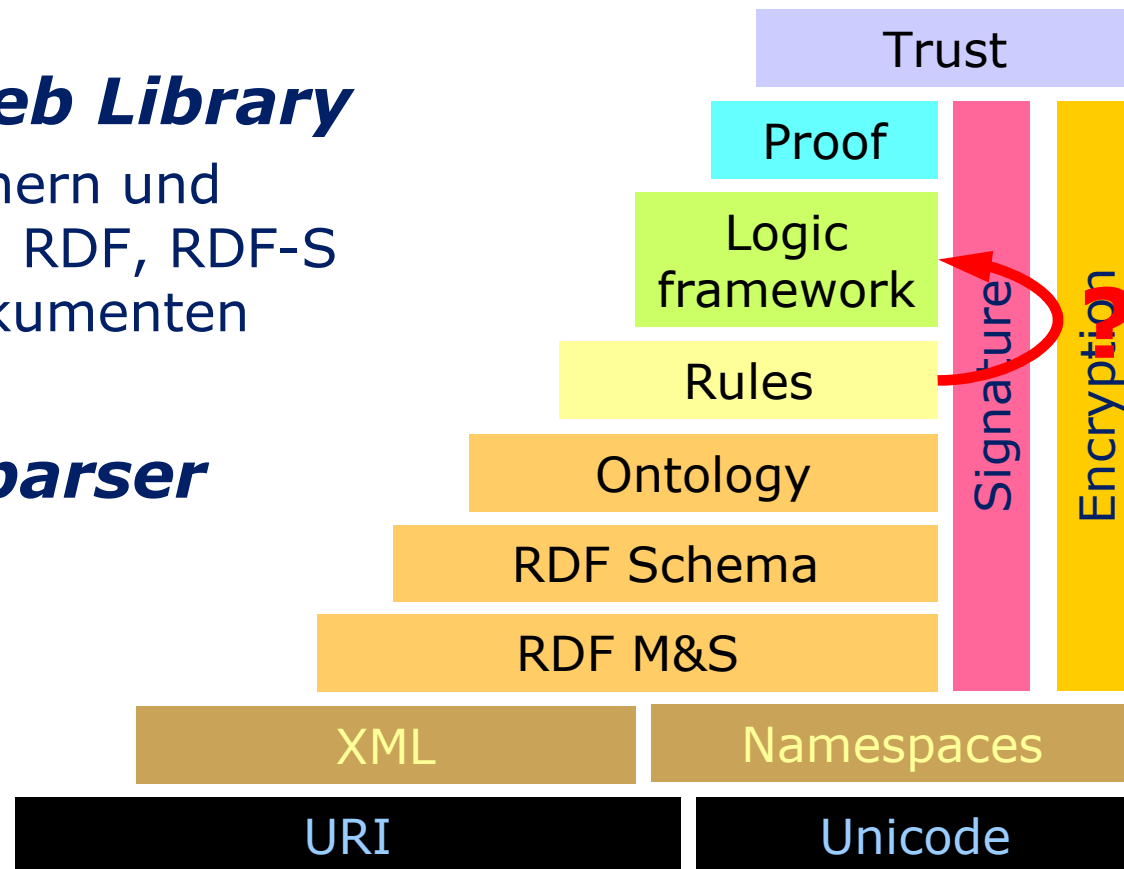 Trust
eb Library
Proof
nern und
RDF, RDF-S
kumenten
Logic
framework
Signature
Encryption
?
Rules
parser
Ontology
RDF Schema
RDF M&S
XML
Namespaces
URI
Unicode